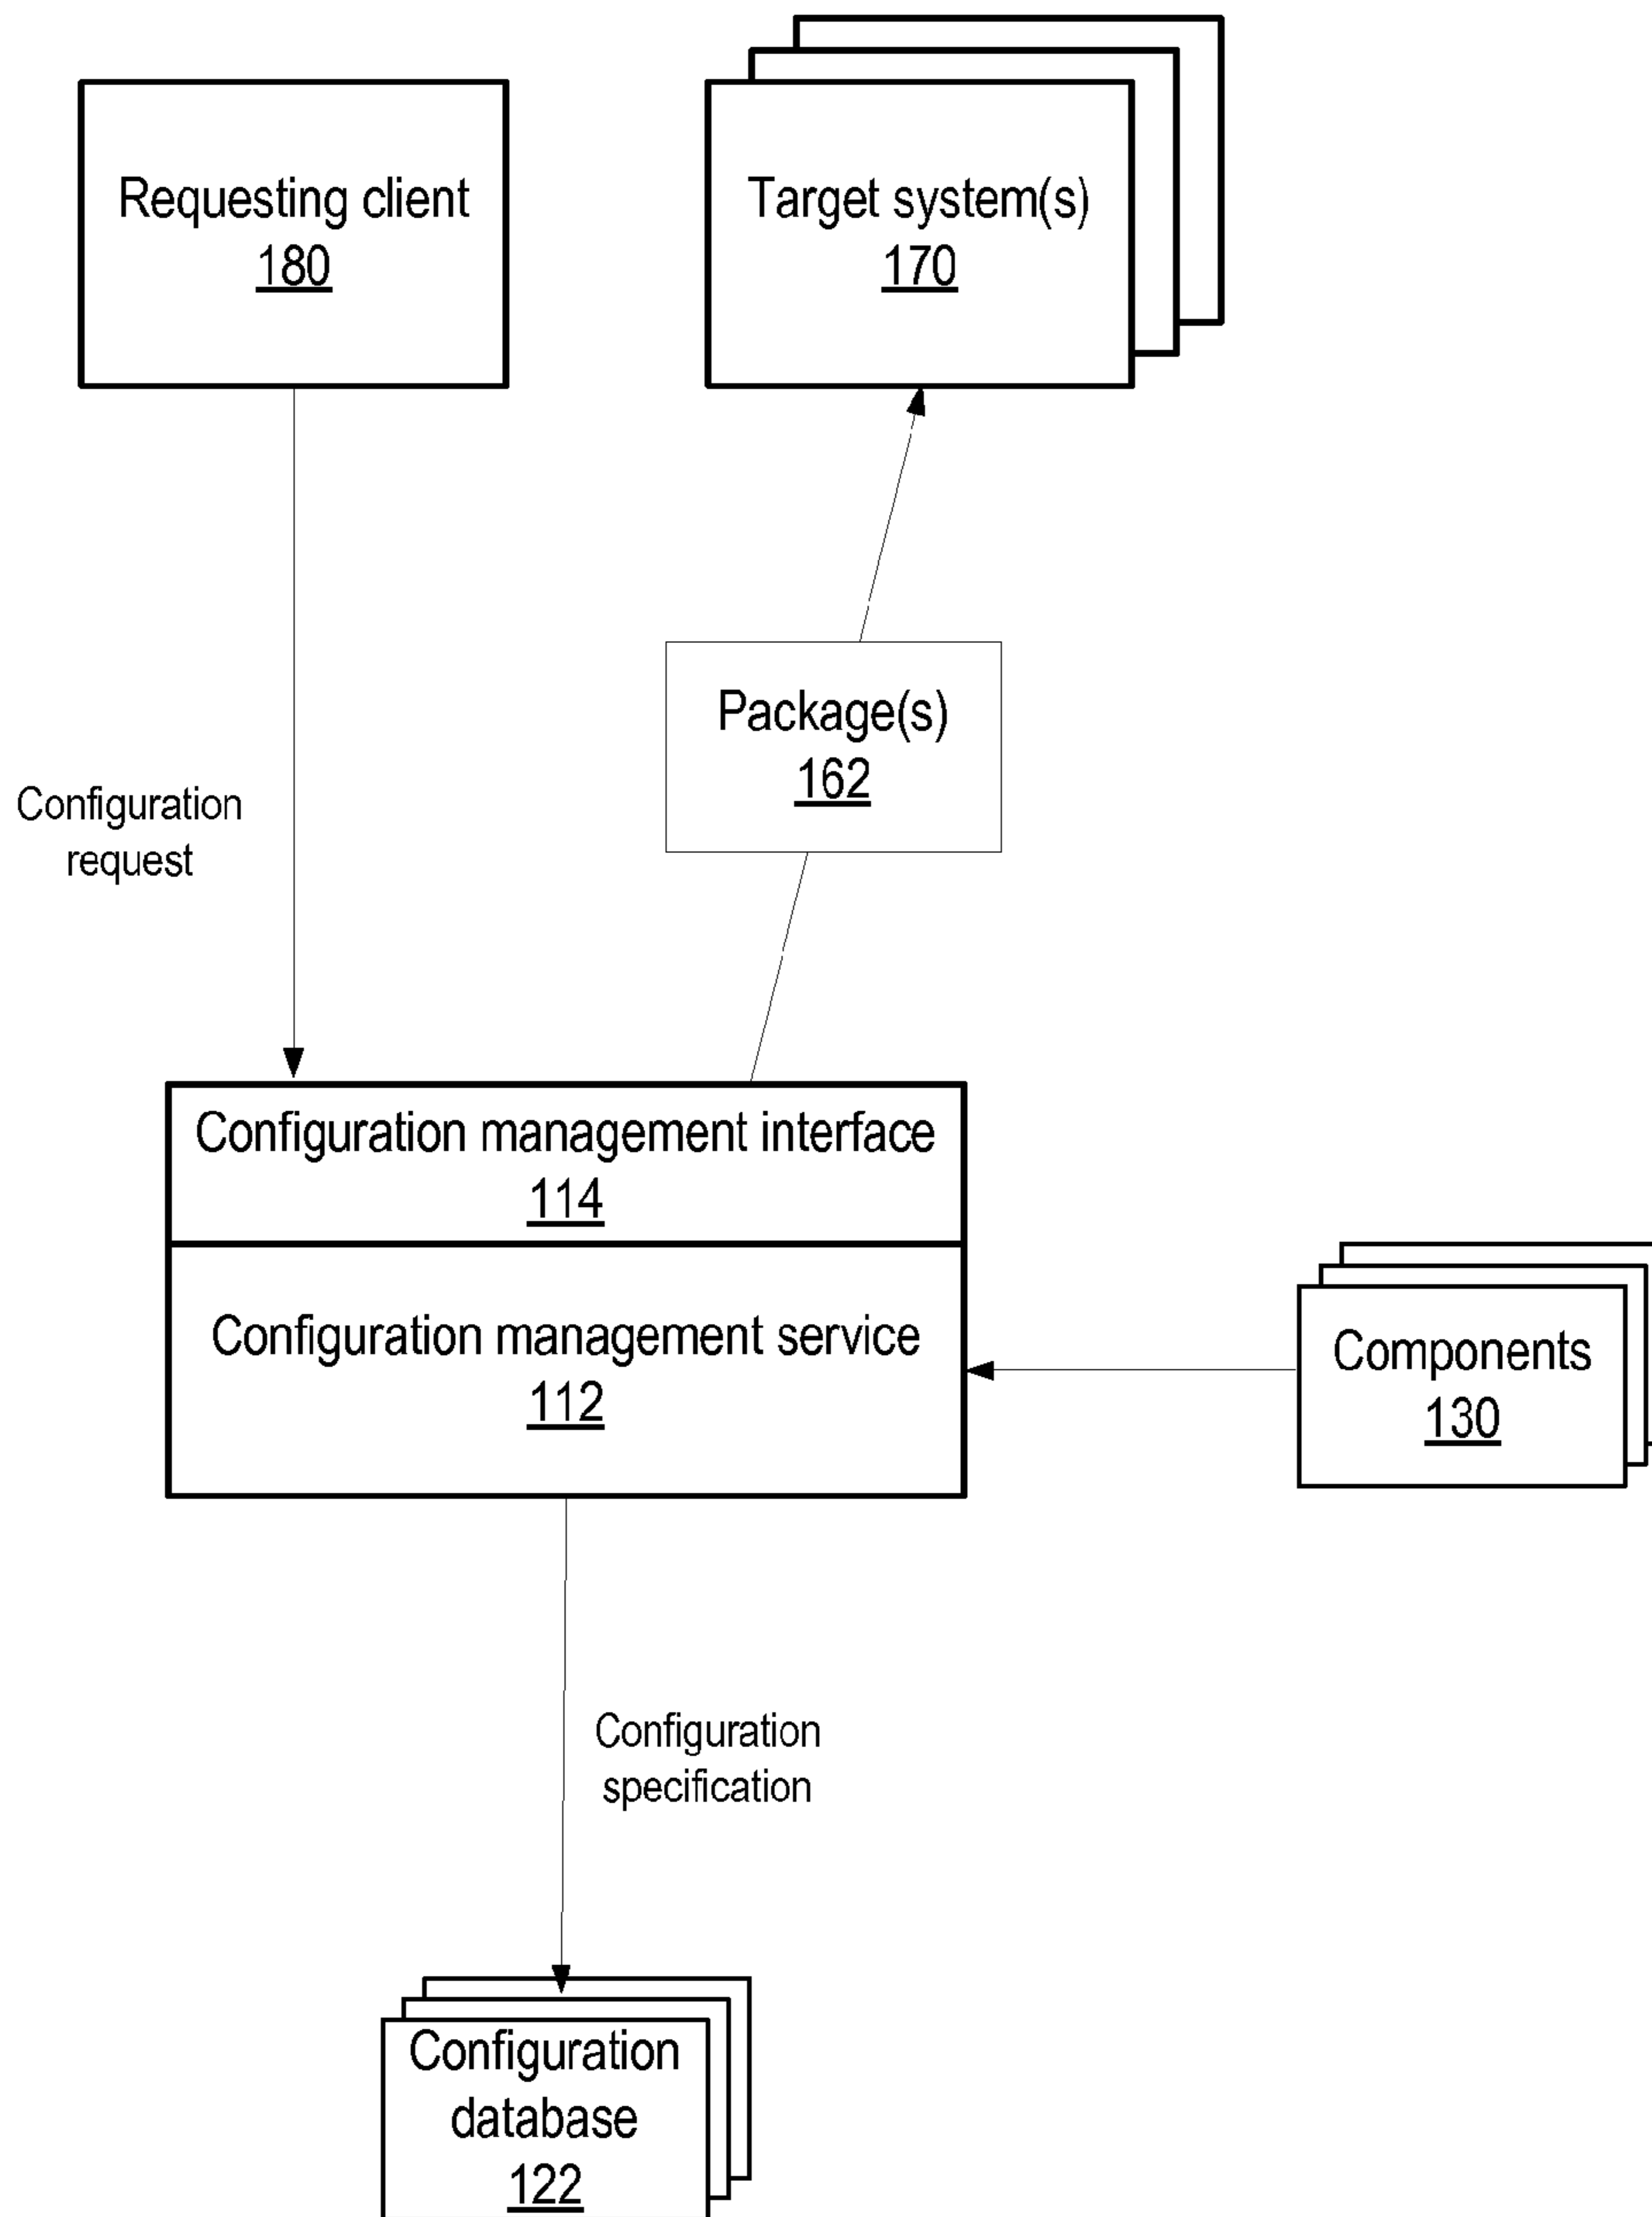 Requesting client
180
Target system(s)
170
Package(s)
162
Configuration
request
Configuration management interface
114
Configuration management service
112
Components
130
Configuration
specification
Configuration
database
122